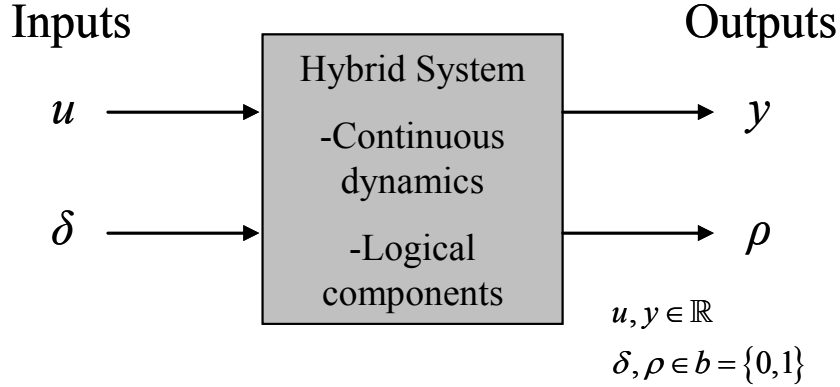 Inputs
Outputs
Hybrid System
u
y
-Continuous
dynamics
δ
ρ
-Logical
components
u, y ∈ ℝ
δ, ρ ∈ b = {0,1}